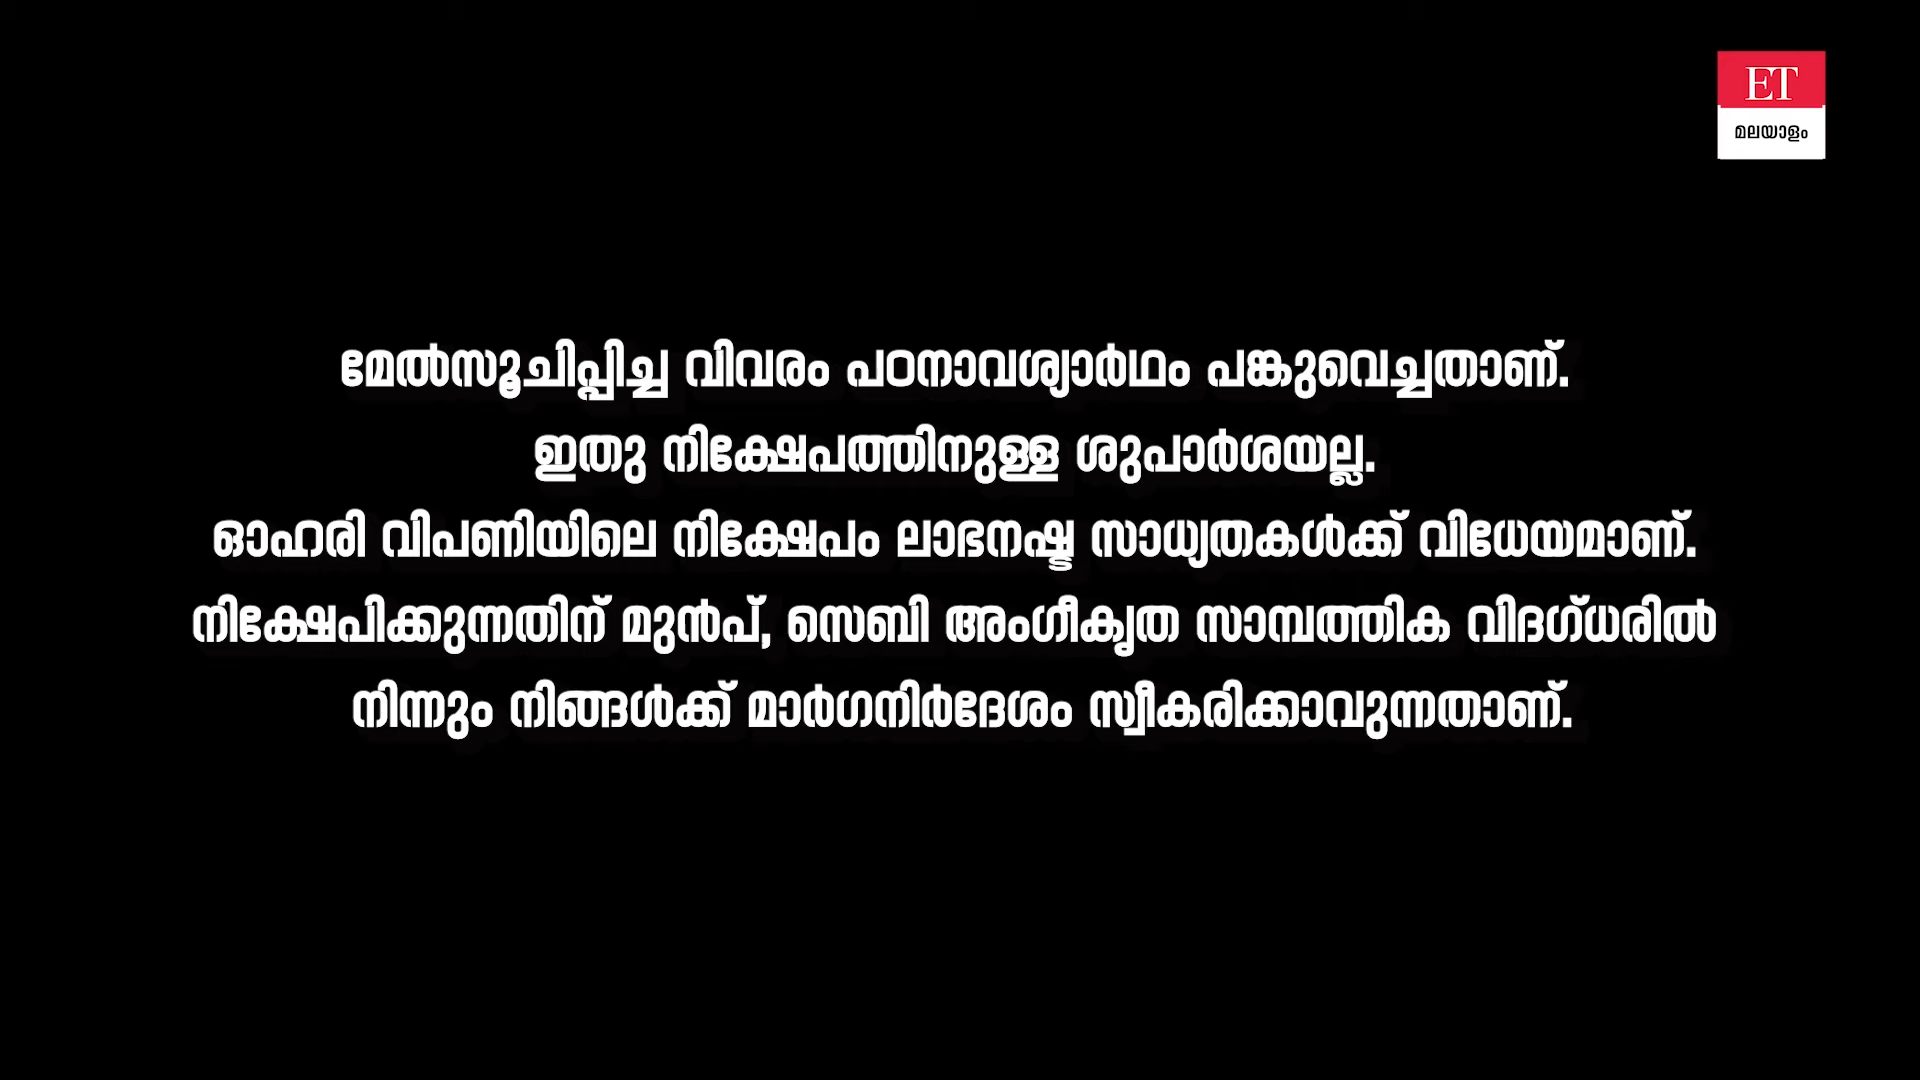 ET
മലയാളം
മേൽസൂചിപ്പിച്ച വിവരം പഠനാവശ്യാർഥം പങ്കുവെച്ചതാണ്.
ഇതു നിക്ഷേപത്തിനുള്ള ശുപാർശയല്ല.
ഓഹരി വിപണിയിലെ നിക്ഷേപം ലാഭനഷ്ട സാധ്യതകൾക്ക് വിധേയമാണ്.
നിക്ഷേപിക്കുന്നതിന് മുൻപ്, സെബി അംഗീകൃത സാമ്പത്തിക വിദഗ്ധരിൽ
നിന്നും നിങ്ങൾക്ക് മാർഗനിർദേശം സ്വീകരിക്കാവുന്നതാണ്.